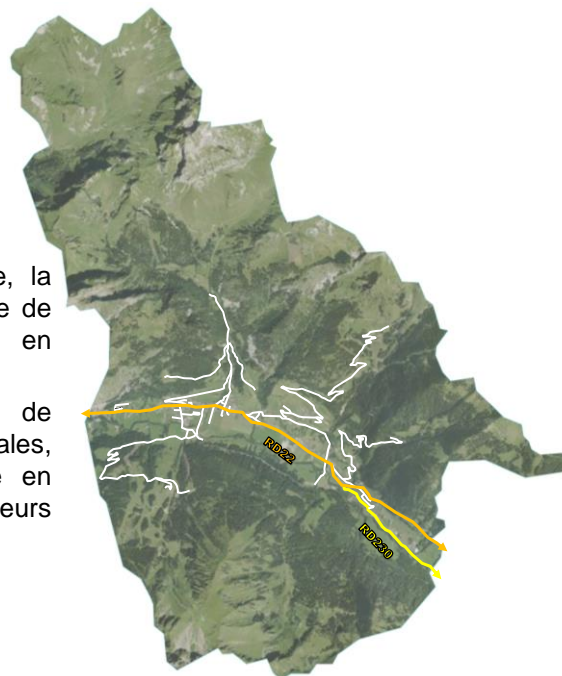 e, la
e de
en
de
ales,
e en
eurs
RD22
RD230